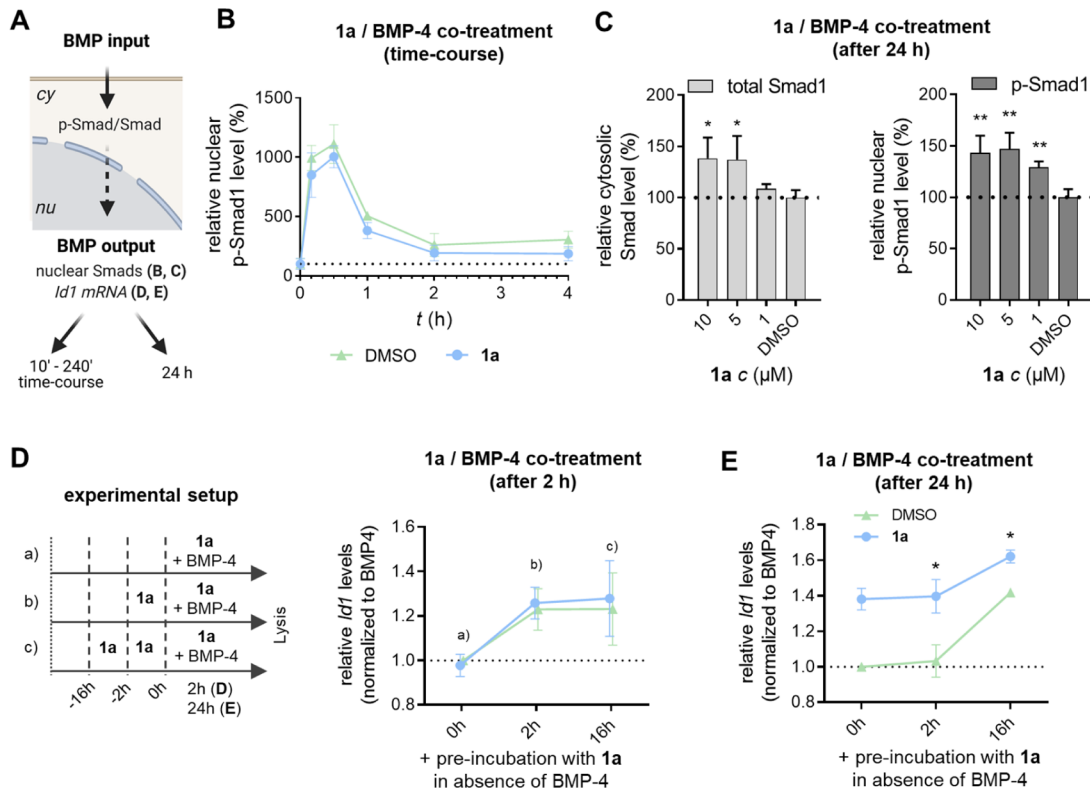 A
BMP input
cy
p-Smad/Smad
nu
BMP output
nuclear Smads (B, C)
Id1 mRNA (D, E)
10' - 240'
time-course
24 h
B
1a / BMP-4 co-treatment
(time-course)
relative nuclear
p-Smad1 level (%)
1500
1000
500
0
0
1
2
3
4
t (h)
DMSO
1a
C
1a / BMP-4 co-treatment
(after 24 h)
total Smad1
relative cytosolic
Smad level (%)
200
150
100
50
0
* *
10
5
1
DMSO
1a c (µM)
p-Smad1
relative nuclear
p-Smad1 level (%)
200
150
100
50
0
** ** **
10
5
1
DMSO
1a c (µM)
D
experimental setup
a)
1a
+ BMP-4
b)
1a
1a
+ BMP-4
c)
1a
1a
1a
+ BMP-4
Lysis
-16h
-2h
0h
2h (D)
24h (E)
1a / BMP-4 co-treatment
(after 2 h)
relative Id1 levels
(normalized to BMP4)
1.6
1.4
1.2
1.0
0.8
a)
b)
c)
0h
2h
16h
+ pre-incubation with 1a
in absence of BMP-4
E
1a / BMP-4 co-treatment
(after 24 h)
DMSO
1a
relative Id1 levels
(normalized to BMP4)
1.8
1.6
1.4
1.2
1.0
0.8
* *
0h
2h
16h
+ pre-incubation with 1a
in absence of BMP-4